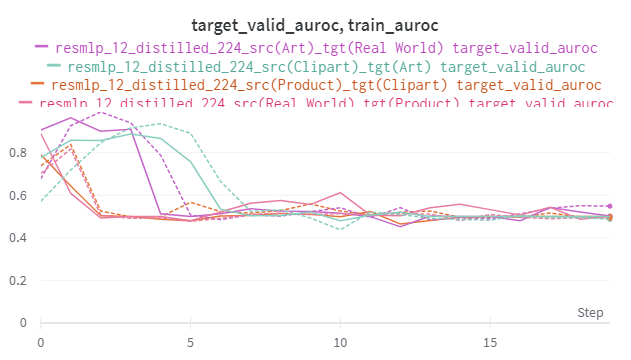 target_valid_auroc, train_auroc
resmlp_12_distilled_224_src(Art)_tgt(Real World) target_valid_auroc
resmlp_12_distilled_224_src(Clipart)_tgt(Art) target_valid_auroc
resmlp_12_distilled_224_src(Product)_tgt(Clipart) target_valid_auroc
resmlp_12_distilled_224_src(Real World)_tgt(Product) target_valid_auroc
0.8
0.6
0.4
0.2
0
Step
0 5 10 15